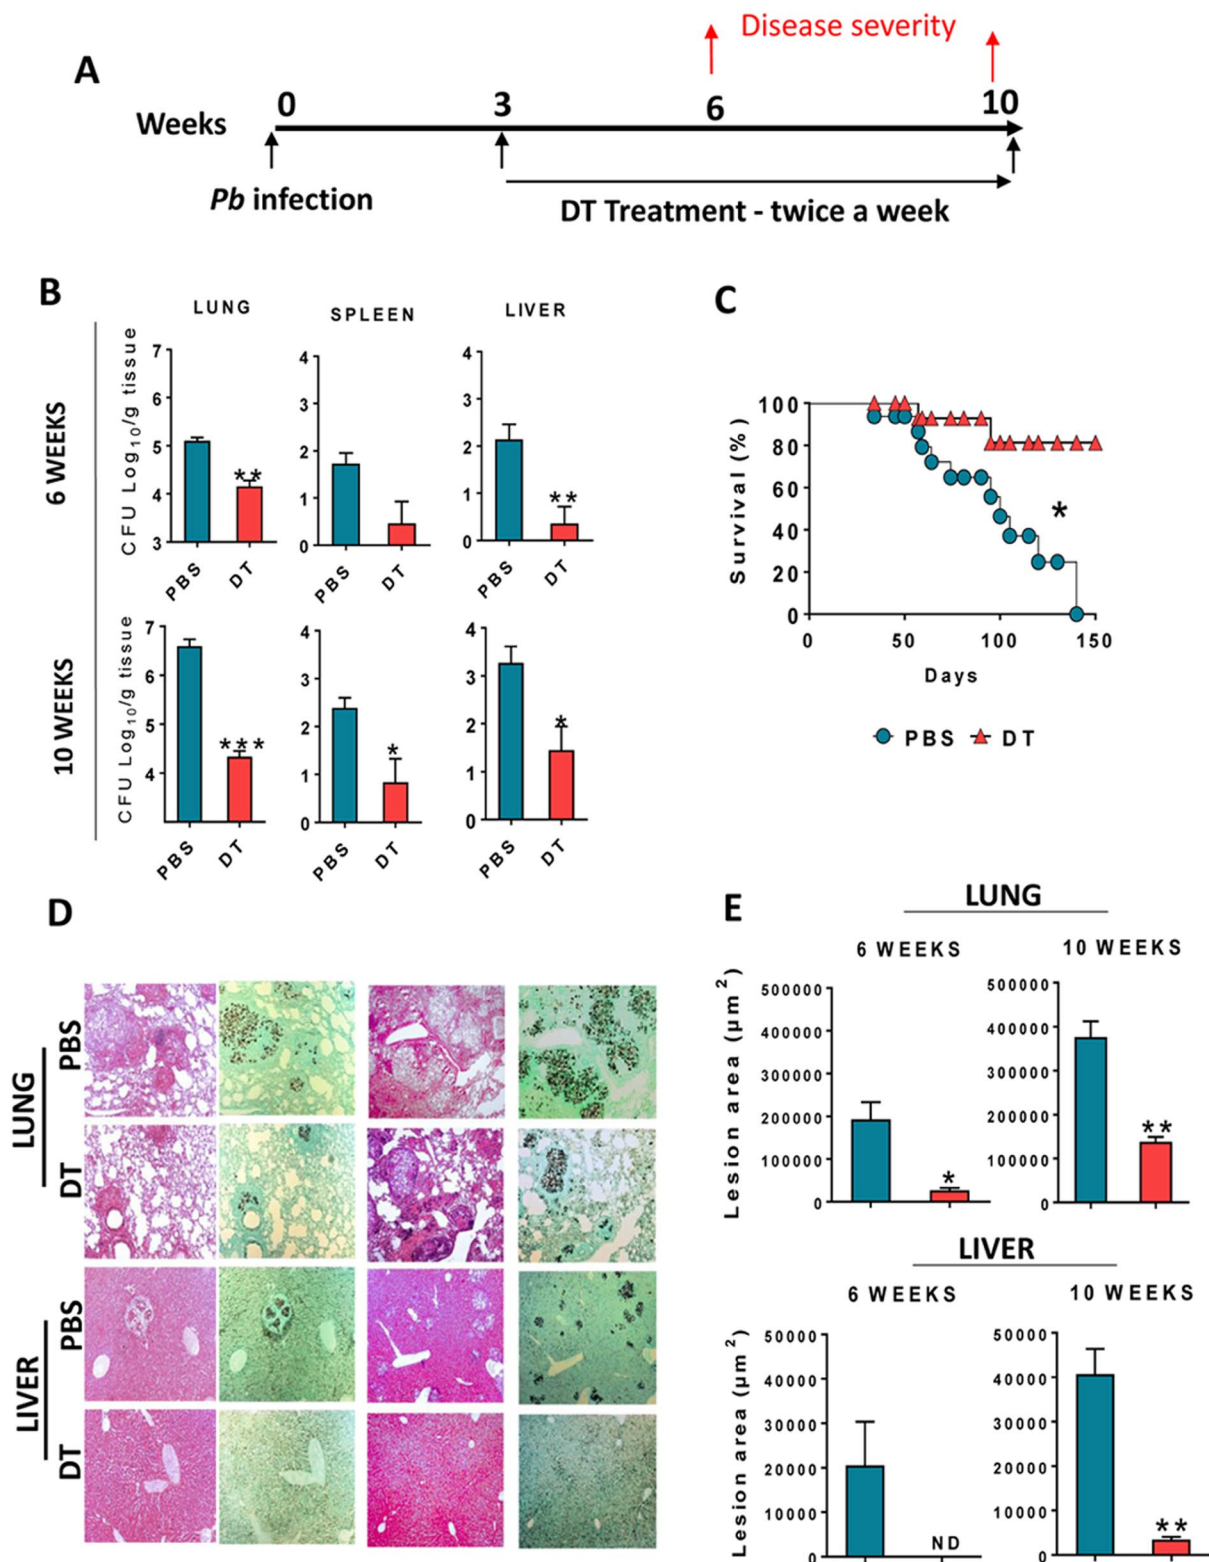 A
Disease severity
Weeks 0 3 6 10
Pb infection
DT Treatment - twice a week
B
LUNG SPLEEN LIVER
6 WEEKS
CFU Log10/g tissue
7
6
5
4
3
**
PBS DT
4
3
2
1
0
PBS DT
4
3
2
1
0
**
PBS DT
10 WEEKS
CFU Log10/g tissue
7
6
5
4
***
PBS DT
4
3
2
1
0
*
PBS DT
4
3
2
1
0
*
PBS DT
C
Survival (%)
100
80
60
40
20
0
*
0 50 100 150
Days
PBS DT
D
LUNG
PBS
DT
LIVER
PBS
DT
E
LUNG
6 WEEKS 10 WEEKS
Lesion area (µm²)
500000
400000
300000
200000
100000
0
*
500000
400000
300000
200000
100000
0
**
LIVER
6 WEEKS 10 WEEKS
Lesion area (µm²)
50000
40000
30000
20000
10000
0
ND
50000
40000
30000
20000
10000
0
**